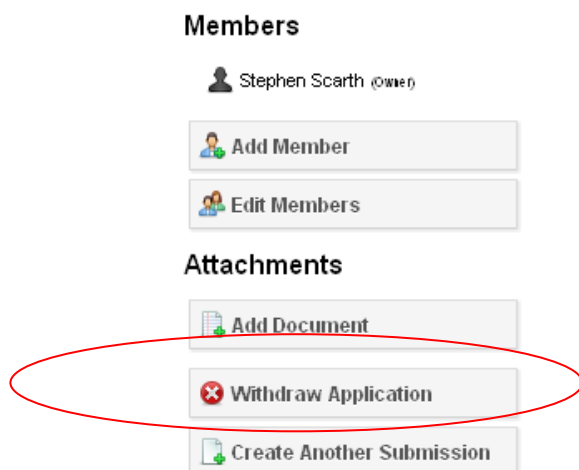 Members
Stephen Scarth (Owner)
Add Member
Edit Members
Attachments
Add Document
Withdraw Application
Create Another Submission